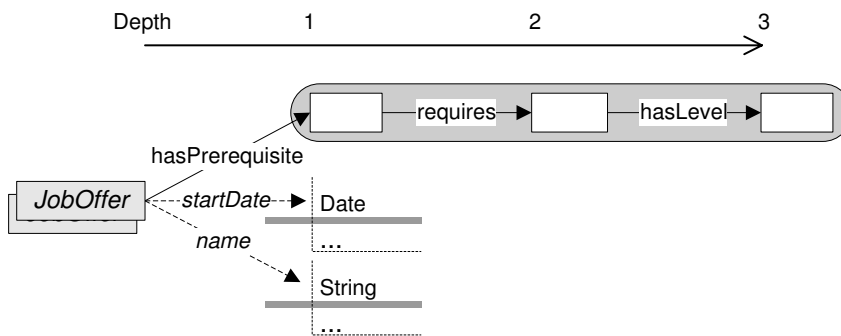 Depth 1 2 3
requires hasLevel
hasPrerequisite
JobOffer
startDate
Date
...
name
String
...